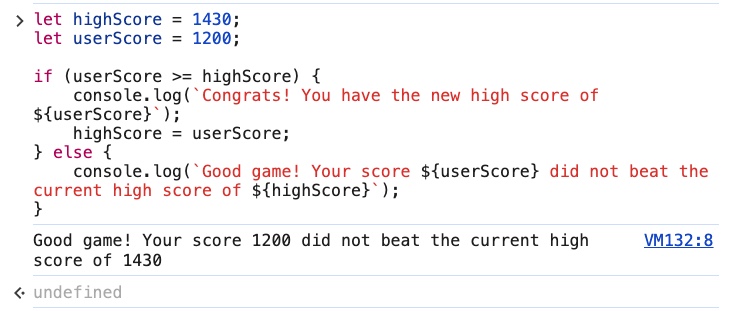 let highScore = 1430;
let userScore = 1200;

if (userScore >= highScore) {
    console.log(`Congrats! You have the new high score of
${userScore}`);
    highScore = userScore;
} else {
    console.log(`Good game! Your score ${userScore} did not beat the
current high score of ${highScore}`);
}
Good game! Your score 1200 did not beat the current high VM132:8
score of 1430
undefined